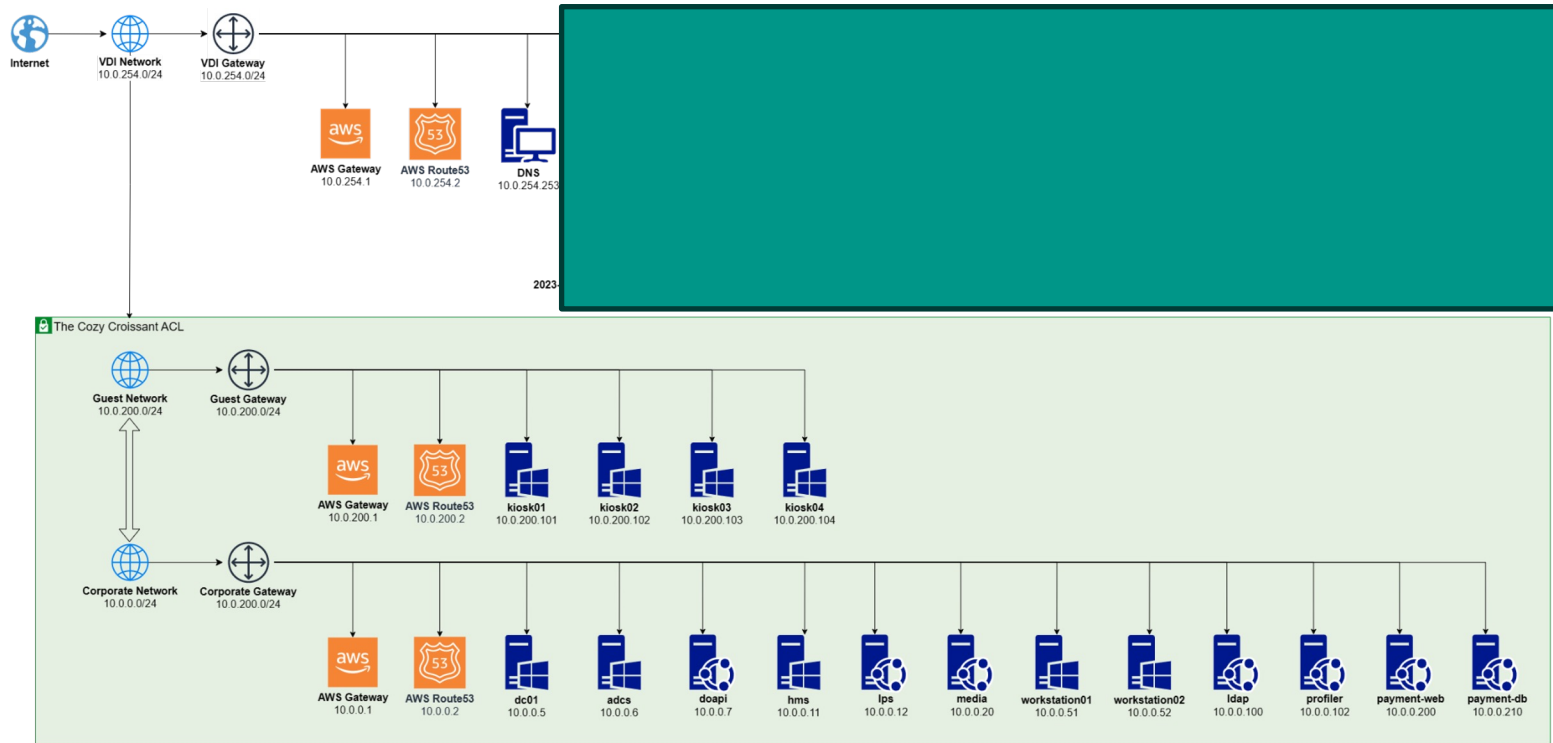 Internet
VDI Network
10.0.254.0/24
VDI Gateway
10.0.254.0/24
aws
AWS Gateway
10.0.254.1
53
AWS Route53
10.0.254.2
DNS
10.0.254.253
2023-
The Cozy Croissant ACL
Guest Network
10.0.200.0/24
Guest Gateway
10.0.200.0/24
aws
AWS Gateway
10.0.200.1
53
AWS Route53
10.0.200.2
kiosk01
10.0.200.101
kiosk02
10.0.200.102
kiosk03
10.0.200.103
kiosk04
10.0.200.104
Corporate Network
10.0.0.0/24
Corporate Gateway
10.0.200.0/24
aws
AWS Gateway
10.0.0.1
53
AWS Route53
10.0.0.2
dc01
10.0.0.5
adcs
10.0.0.6
doapi
10.0.0.7
hms
10.0.0.11
lps
10.0.0.12
media
10.0.0.20
workstation01
10.0.0.51
workstation02
10.0.0.52
ldap
10.0.0.100
profiler
10.0.0.102
payment-web
10.0.0.200
payment-db
10.0.0.210